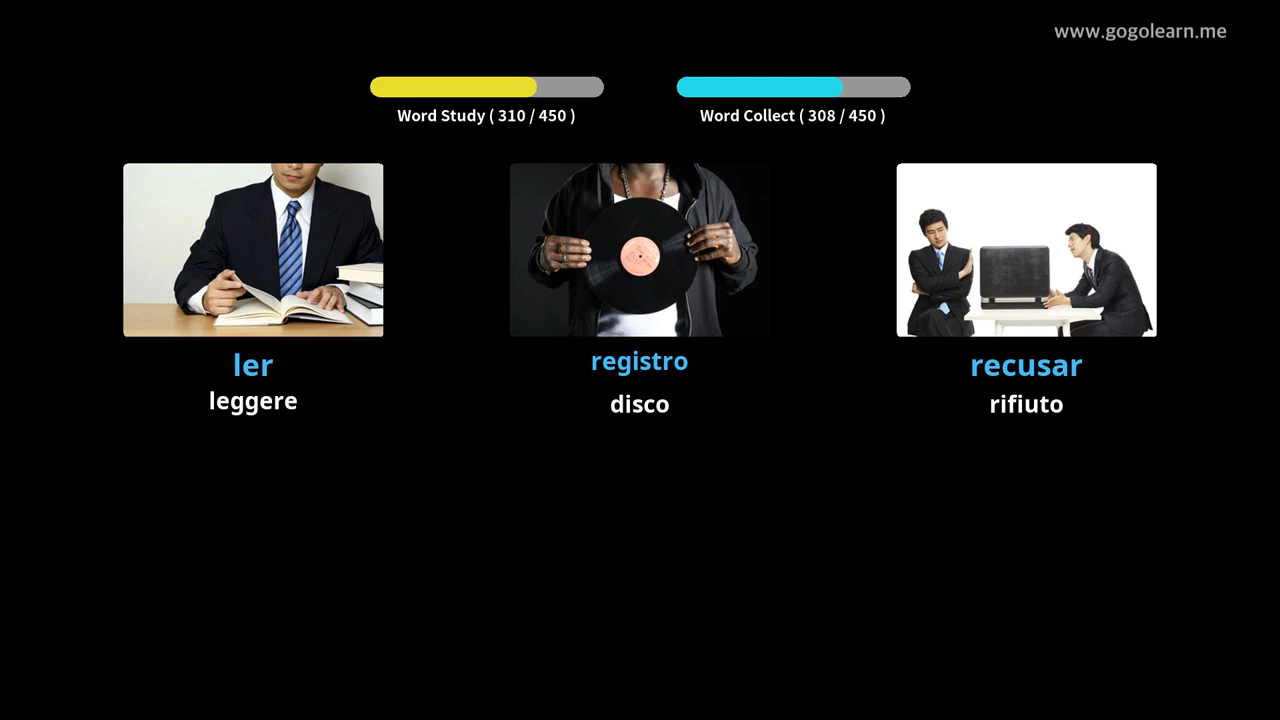 www.gogolearn.me
Word Study ( 310 / 450 )
Word Collect ( 308 / 450 )
ler
leggere
registro
disco
recusar
rifiuto